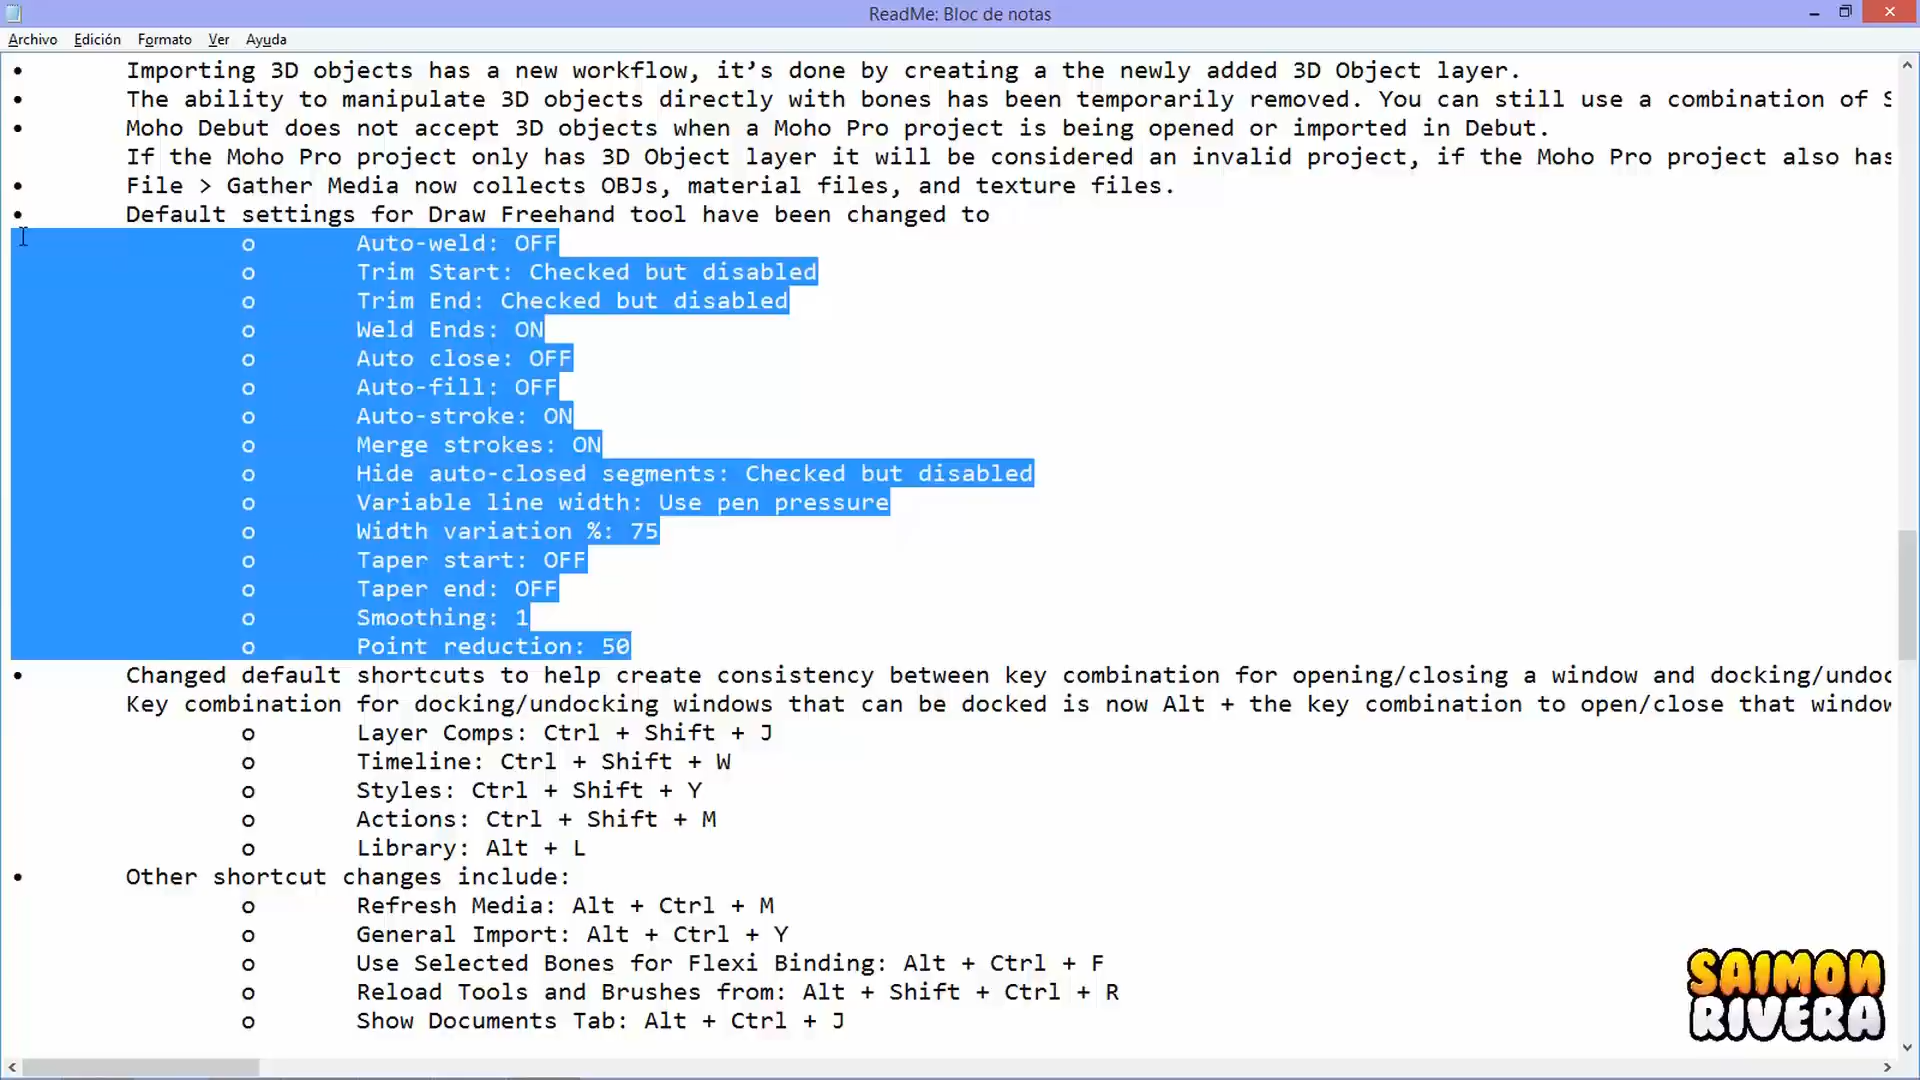 ReadMe: Bloc de notas
Archivo Edición Formato Ver Ayuda
• Importing 3D objects has a new workflow, it’s done by creating a the newly added 3D Object layer.
• The ability to manipulate 3D objects directly with bones has been temporarily removed. You can still use a combination of S
• Moho Debut does not accept 3D objects when a Moho Pro project is being opened or imported in Debut.
If the Moho Pro project only has 3D Object layer it will be considered an invalid project, if the Moho Pro project also has
• File > Gather Media now collects OBJs, material files, and texture files.
• Default settings for Draw Freehand tool have been changed to
o Auto-weld: OFF
o Trim Start: Checked but disabled
o Trim End: Checked but disabled
o Weld Ends: ON
o Auto close: OFF
o Auto-fill: OFF
o Auto-stroke: ON
o Merge strokes: ON
o Hide auto-closed segments: Checked but disabled
o Variable line width: Use pen pressure
o Width variation %: 75
o Taper start: OFF
o Taper end: OFF
o Smoothing: 1
o Point reduction: 50
• Changed default shortcuts to help create consistency between key combination for opening/closing a window and docking/undoc
Key combination for docking/undocking windows that can be docked is now Alt + the key combination to open/close that window
o Layer Comps: Ctrl + Shift + J
o Timeline: Ctrl + Shift + W
o Styles: Ctrl + Shift + Y
o Actions: Ctrl + Shift + M
o Library: Alt + L
• Other shortcut changes include:
o Refresh Media: Alt + Ctrl + M
o General Import: Alt + Ctrl + Y
o Use Selected Bones for Flexi Binding: Alt + Ctrl + F
o Reload Tools and Brushes from: Alt + Shift + Ctrl + R
o Show Documents Tab: Alt + Ctrl + J
SAIMON
RIVERA